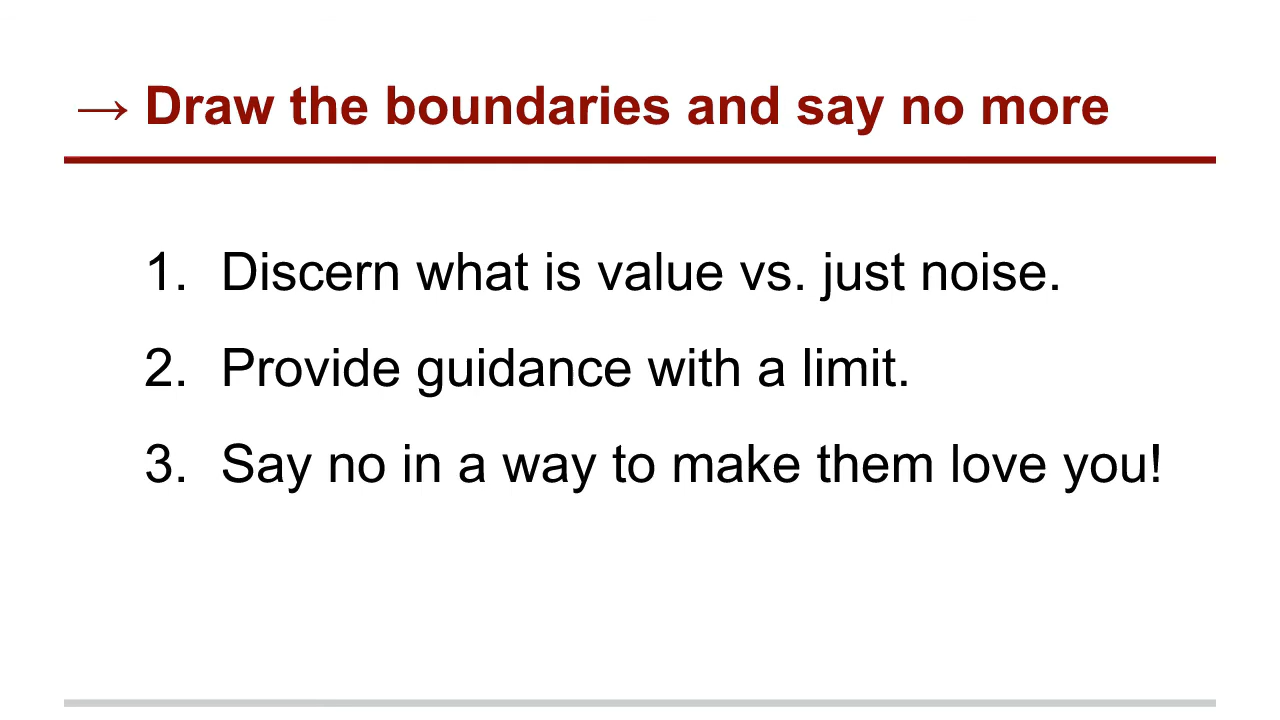 → Draw the boundaries and say no more
1. Discern what is value vs. just noise.
2. Provide guidance with a limit.
3. Say no in a way to make them love you!